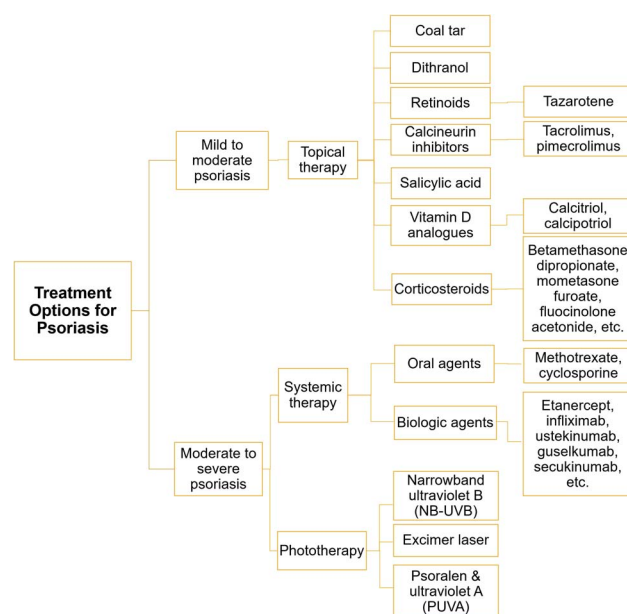 Treatment
Options for
Psoriasis
Mild to
moderate
psoriasis
Topical
therapy
Coal tar
Dithranol
Retinoids
Tazarotene
Calcineurin
inhibitors
Tacrolimus,
pimecrolimus
Salicylic acid
Vitamin D
analogues
Calcitriol,
calcipotriol
Corticosteroids
Betamethasone
dipropionate,
mometasone
furoate,
fluocinolone
acetonide, etc.
Moderate to
severe
psoriasis
Systemic
therapy
Oral agents
Methotrexate,
cyclosporine
Biologic agents
Etanercept,
infliximab,
ustekinumab,
guselkumab,
secukinumab,
etc.
Phototherapy
Narrowband
ultraviolet B
(NB-UVB)
Excimer laser
Psoralen &
ultraviolet A
(PUVA)